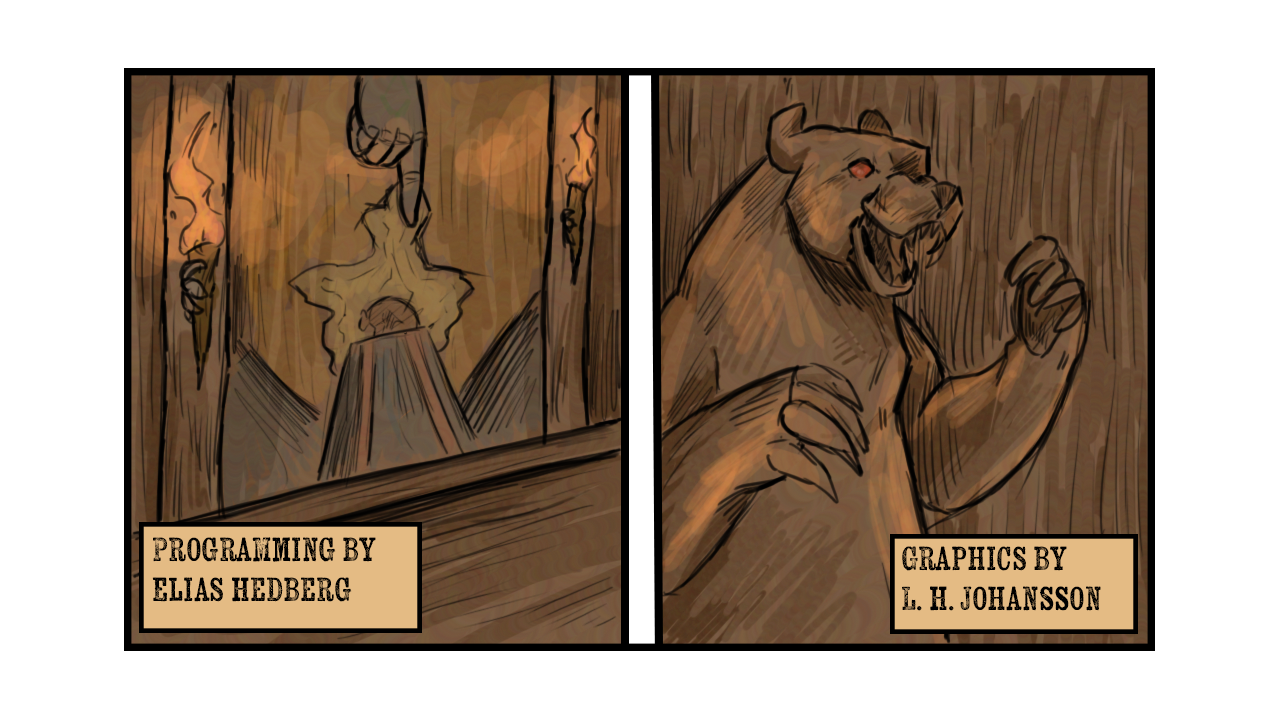 PROGRAMMING BY
ELIAS HEDBERG
GRAPHICS BY
L. H. JOHANSSON